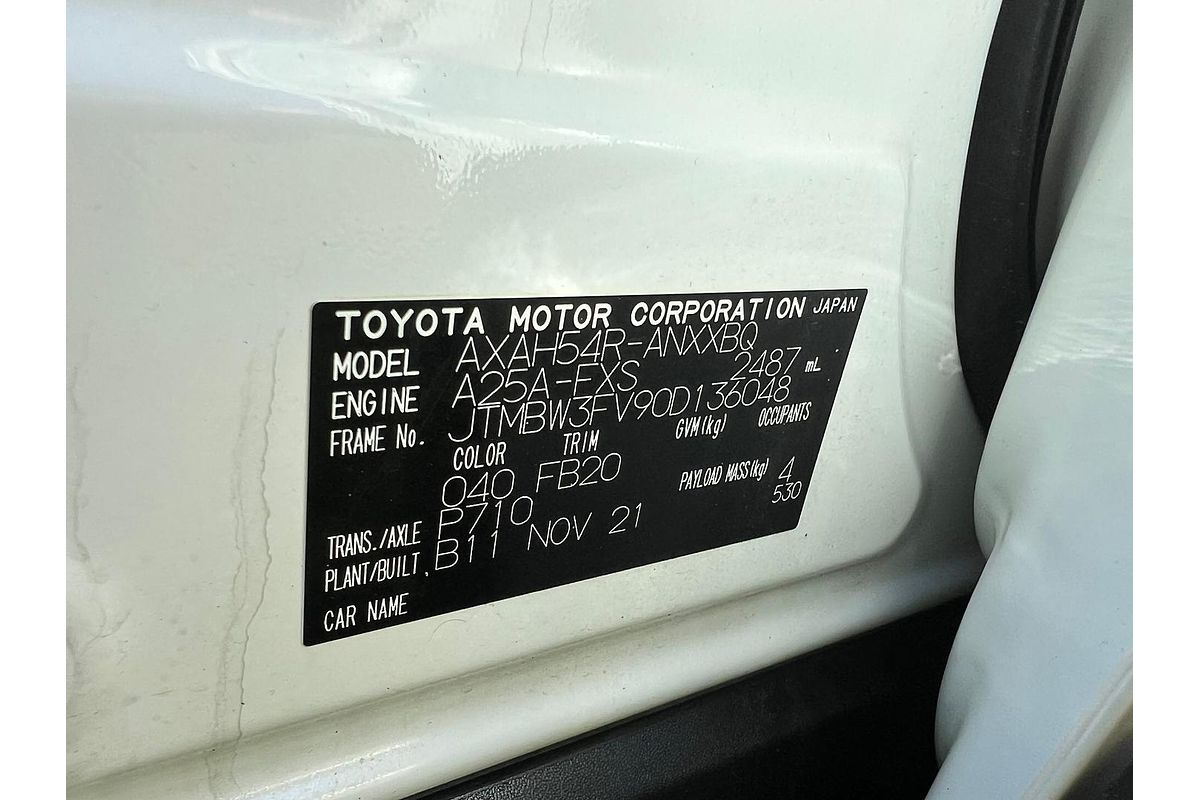 TOYOTA MOTOR CORPORATION JAPAN
MODEL AXAH54R-ANXXBQ
ENGINE A25A-FXS 2487 mL
FRAME No. JTMBW3FV90D136048
COLOR TRIM GVM(kg) OCCUPANTS
040 FB20 PAYLOAD MASS(kg) 4
530
TRANS./AXLE P710
PLANT/BUILT B11 NOV 21
CAR NAME